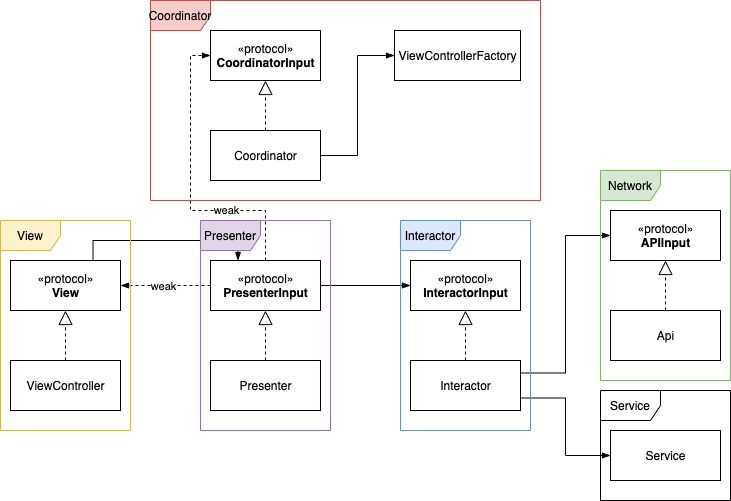 Coordinator
«protocol»
CoordinatorInput
ViewControllerFactory
Coordinator
weak
View
«protocol»
View
weak
ViewController
Presenter
«protocol»
PresenterInput
Presenter
Interactor
«protocol»
InteractorInput
Interactor
Network
«protocol»
APIInput
Api
Service
Service